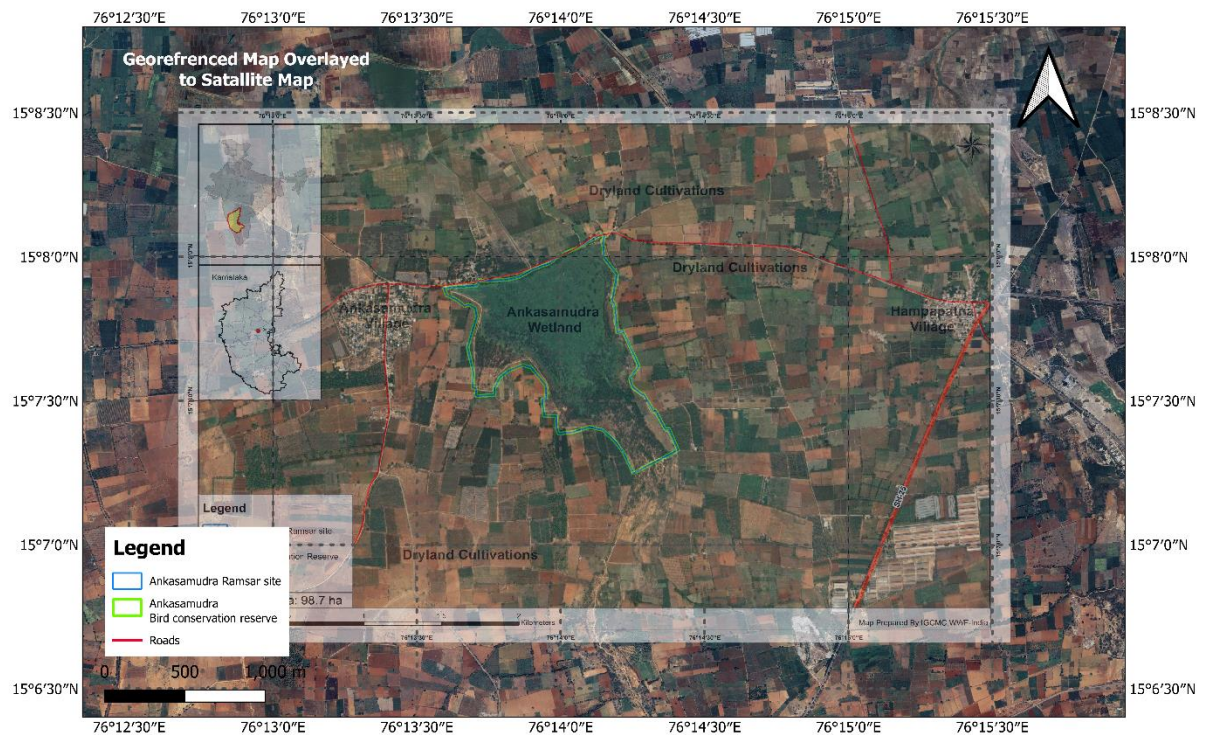 76°12'30"E 76°13'0"E 76°13'30"E 76°14'0"E 76°14'30"E 76°15'0"E 76°15'30"E
Georefrenced Map Overlayed
to Satallite Map
15°8'30"N
15°8'30"N
Dryland Cultivations
15°8'0"N
15°8'0"N
Dryland Cultivations
Karnataka
Ankasamudra
Village
Ankasamudra
Wetland
Hampapatna
Village
15°7'30"N
15°7'30"N
Legend
Ramsar site
15°7'0"N
15°7'0"N
Dryland Cultivations
Legend
Ankasamudra Ramsar site
Ankasamudra
Bird conservation reserve
Roads
a: 98.7 ha
Kilometers
Map Prepared By IGCMC WWF-India
0 500 1,000 m
15°6'30"N
15°6'30"N
76°12'30"E 76°13'0"E 76°13'30"E 76°14'0"E 76°14'30"E 76°15'0"E 76°15'30"E